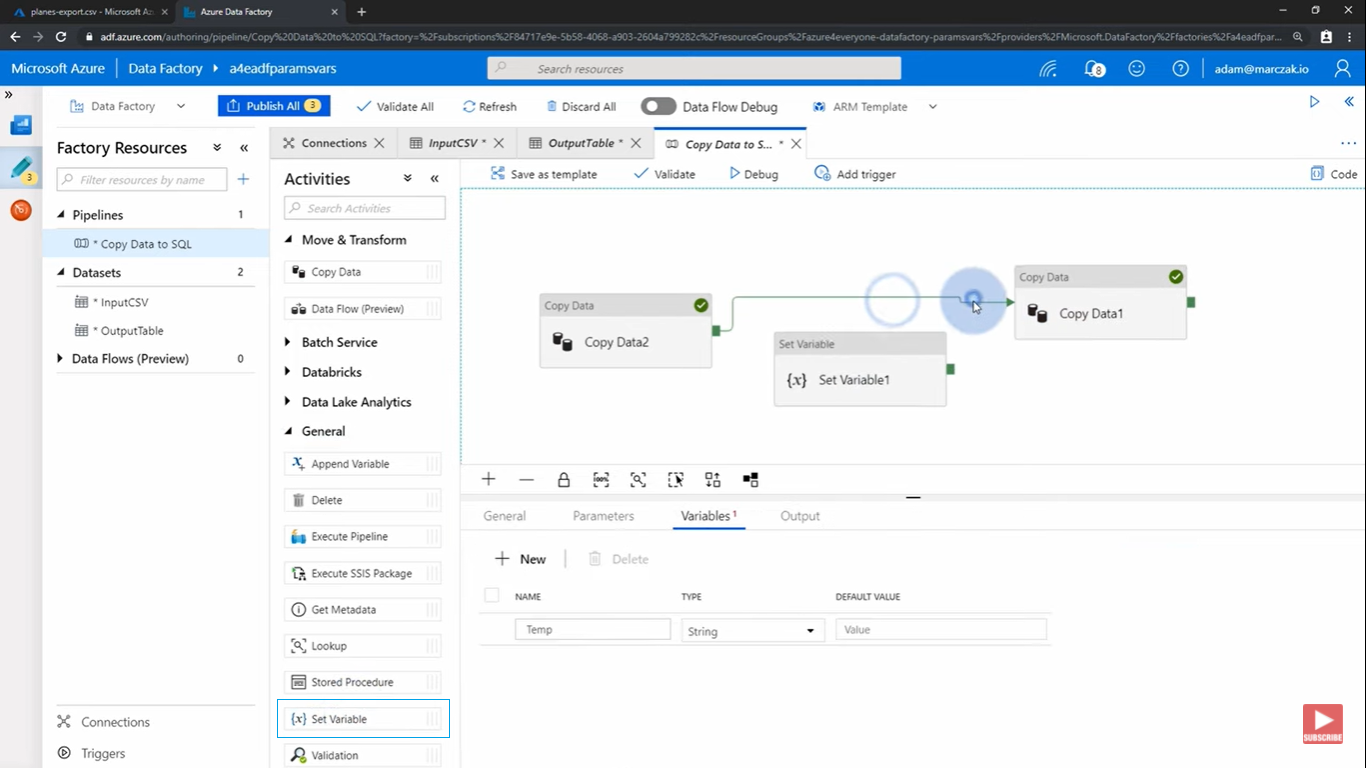 planes-export.csv - Microsoft Az
Azure Data Factory
adf.azure.com/authoring/pipeline/Copy%20Data%20to%20SQL?factory=%2Fsubscriptions%2F84717e9e-5b58-4068-a903-2604a799282c%2FresourceGroups%2Fazure4everyone-datafactory-paramsvars%2Fproviders%2FMicrosoft.DataFactory%2Ffactories%2Fa4eadfpar...
Microsoft Azure
Data Factory
a4eadfparamsvars
Search resources
8
adam@marczak.io
Data Factory
Publish All 3
Validate All
Refresh
Discard All
Data Flow Debug
ARM Template
3
Factory Resources
Filter resources by name
Pipelines 1
* Copy Data to SQL
Datasets 2
* InputCSV
* OutputTable
Data Flows (Preview) 0
Connections
Triggers
Connections
InputCSV *
OutputTable *
Copy Data to S... *
Activities
Search Activities
Move & Transform
Copy Data
Data Flow (Preview)
Batch Service
Databricks
Data Lake Analytics
General
Append Variable
Delete
Execute Pipeline
Execute SSIS Package
Get Metadata
Lookup
Stored Procedure
{x} Set Variable
Validation
Save as template
Validate
Debug
Add trigger
Code
Copy Data
Copy Data2
Set Variable
{x} Set Variable1
Copy Data
Copy Data1
100%
General
Parameters
Variables 1
Output
New
Delete
NAME
TYPE
DEFAULT VALUE
Temp
String
Value
SUBSCRIBE